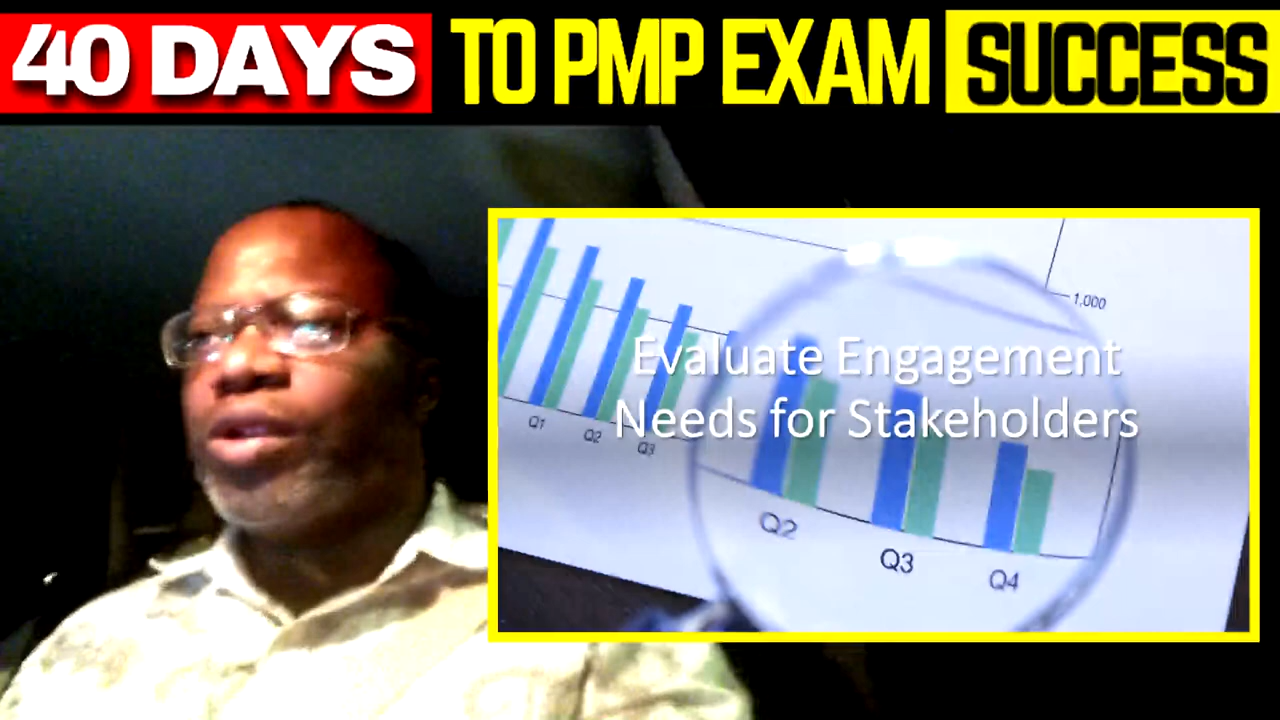 40 DAYS TO PMP EXAM SUCCESS
1,000
Evaluate Engagement
Needs for Stakeholders
Q1
Q2
Q3
Q2
Q3
Q4